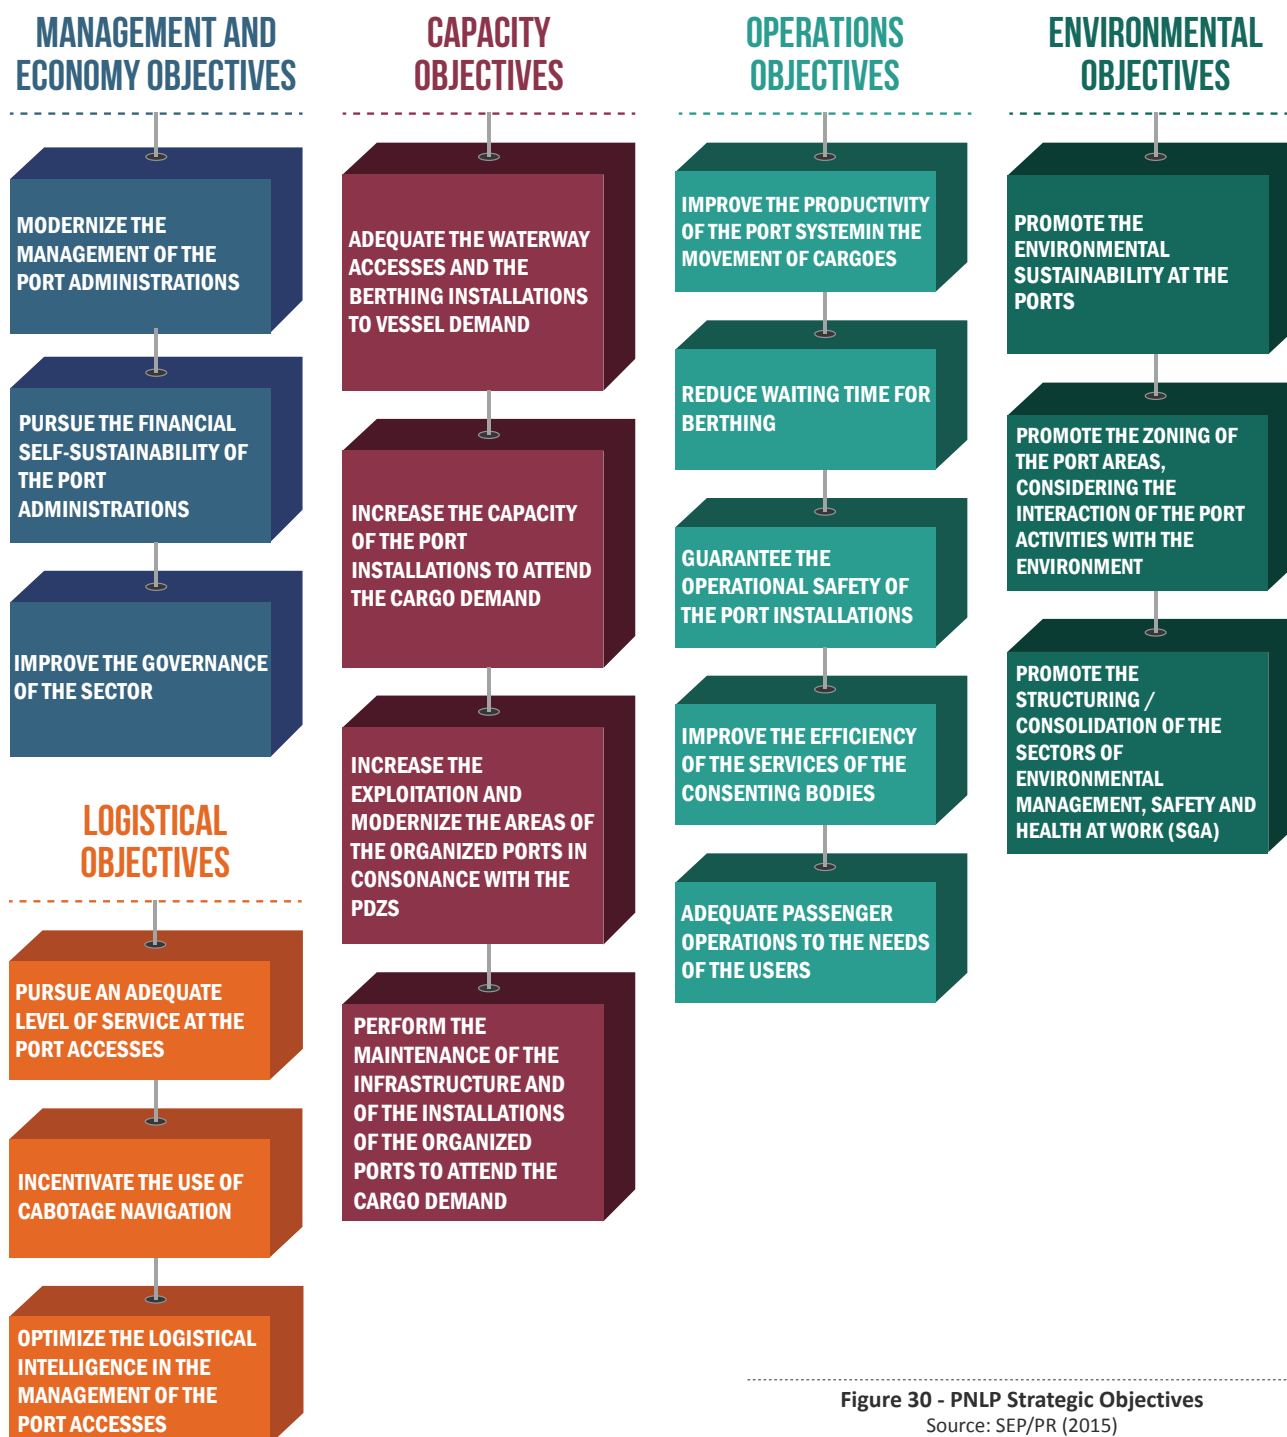 MANAGEMENT AND
ECONOMY OBJECTIVES
MODERNIZE THE
MANAGEMENT OF THE
PORT ADMINISTRATIONS
PURSUE THE FINANCIAL
SELF-SUSTAINABILITY OF
THE PORT
ADMINISTRATIONS
IMPROVE THE GOVERNANCE
OF THE SECTOR
LOGISTICAL
OBJECTIVES
PURSUE AN ADEQUATE
LEVEL OF SERVICE AT THE
PORT ACCESSES
INCENTIVATE THE USE OF
CABOTAGE NAVIGATION
OPTIMIZE THE LOGISTICAL
INTELLIGENCE IN THE
MANAGEMENT OF THE
PORT ACCESSES
CAPACITY
OBJECTIVES
ADEQUATE THE WATERWAY
ACCESSES AND THE
BERTHING INSTALLATIONS
TO VESSEL DEMAND
INCREASE THE CAPACITY
OF THE PORT
INSTALLATIONS TO ATTEND
THE CARGO DEMAND
INCREASE THE
EXPLOITATION AND
MODERNIZE THE AREAS OF
THE ORGANIZED PORTS IN
CONSONANCE WITH THE
PDZS
PERFORM THE
MAINTENANCE OF THE
INFRASTRUCTURE AND
OF THE INSTALLATIONS
OF THE ORGANIZED
PORTS TO ATTEND THE
CARGO DEMAND
OPERATIONS
OBJECTIVES
IMPROVE THE PRODUCTIVITY
OF THE PORT SYSTEMIN THE
MOVEMENT OF CARGOES
REDUCE WAITING TIME FOR
BERTHING
GUARANTEE THE
OPERATIONAL SAFETY OF
THE PORT INSTALLATIONS
IMPROVE THE EFFICIENCY
OF THE SERVICES OF THE
CONSENTING BODIES
ADEQUATE PASSENGER
OPERATIONS TO THE NEEDS
OF THE USERS
ENVIRONMENTAL
OBJECTIVES
PROMOTE THE
ENVIRONMENTAL
SUSTAINABILITY AT THE
PORTS
PROMOTE THE ZONING OF
THE PORT AREAS,
CONSIDERING THE
INTERACTION OF THE PORT
ACTIVITIES WITH THE
ENVIRONMENT
PROMOTE THE
STRUCTURING /
CONSOLIDATION OF THE
SECTORS OF
ENVIRONMENTAL
MANAGEMENT, SAFETY AND
HEALTH AT WORK (SGA)
Figure 30 - PNLP Strategic Objectives
Source: SEP/PR (2015)